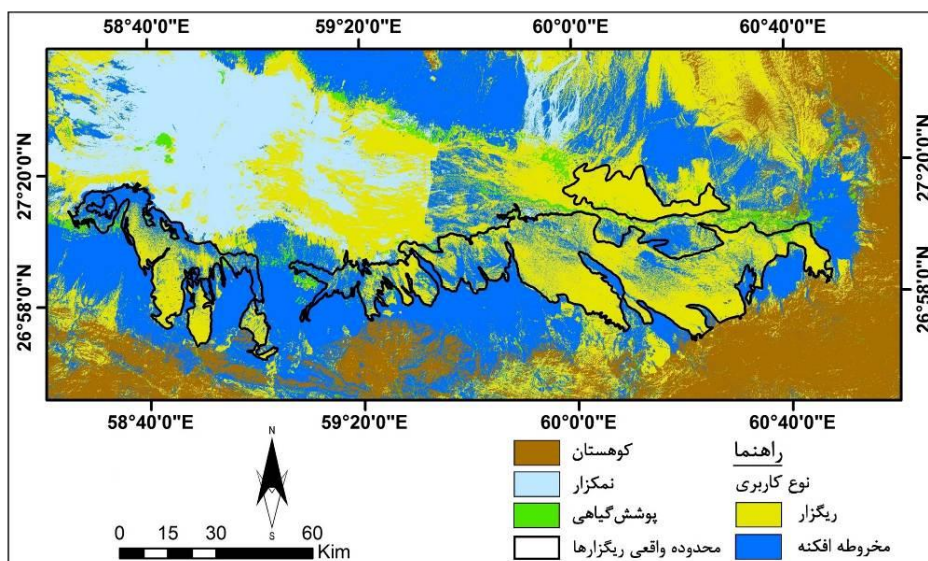 58°40'0"E 59°20'0"E 60°0'0"E 60°40'0"E
27°20'0"N 27°20'0"N
26°58'0"N 26°58'0"N
58°40'0"E 59°20'0"E 60°0'0"E 60°40'0"E
راهنما
نوع کاربری
ریگزار
مخروطه افکنه
کوهستان
نمکزار
پوشش‌گیاهی
محدوده واقعی ریگزارها
N
S
0 15 30 60
Kim